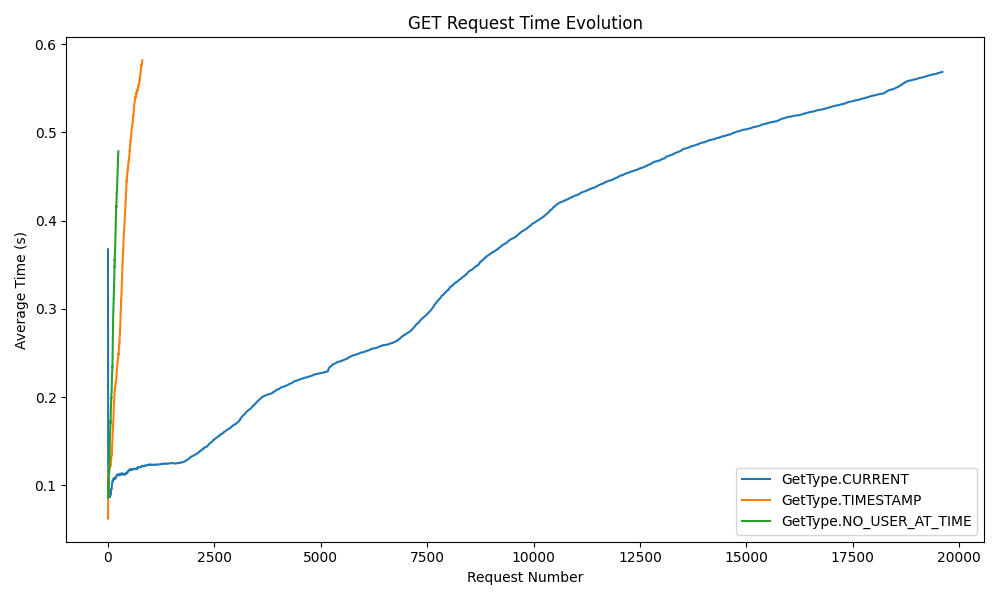 GET Request Time Evolution
Average Time (s)
0.6
0.5
0.4
0.3
0.2
0.1
0 2500 5000 7500 10000 12500 15000 17500 20000
Request Number
GetType.CURRENT
GetType.TIMESTAMP
GetType.NO_USER_AT_TIME